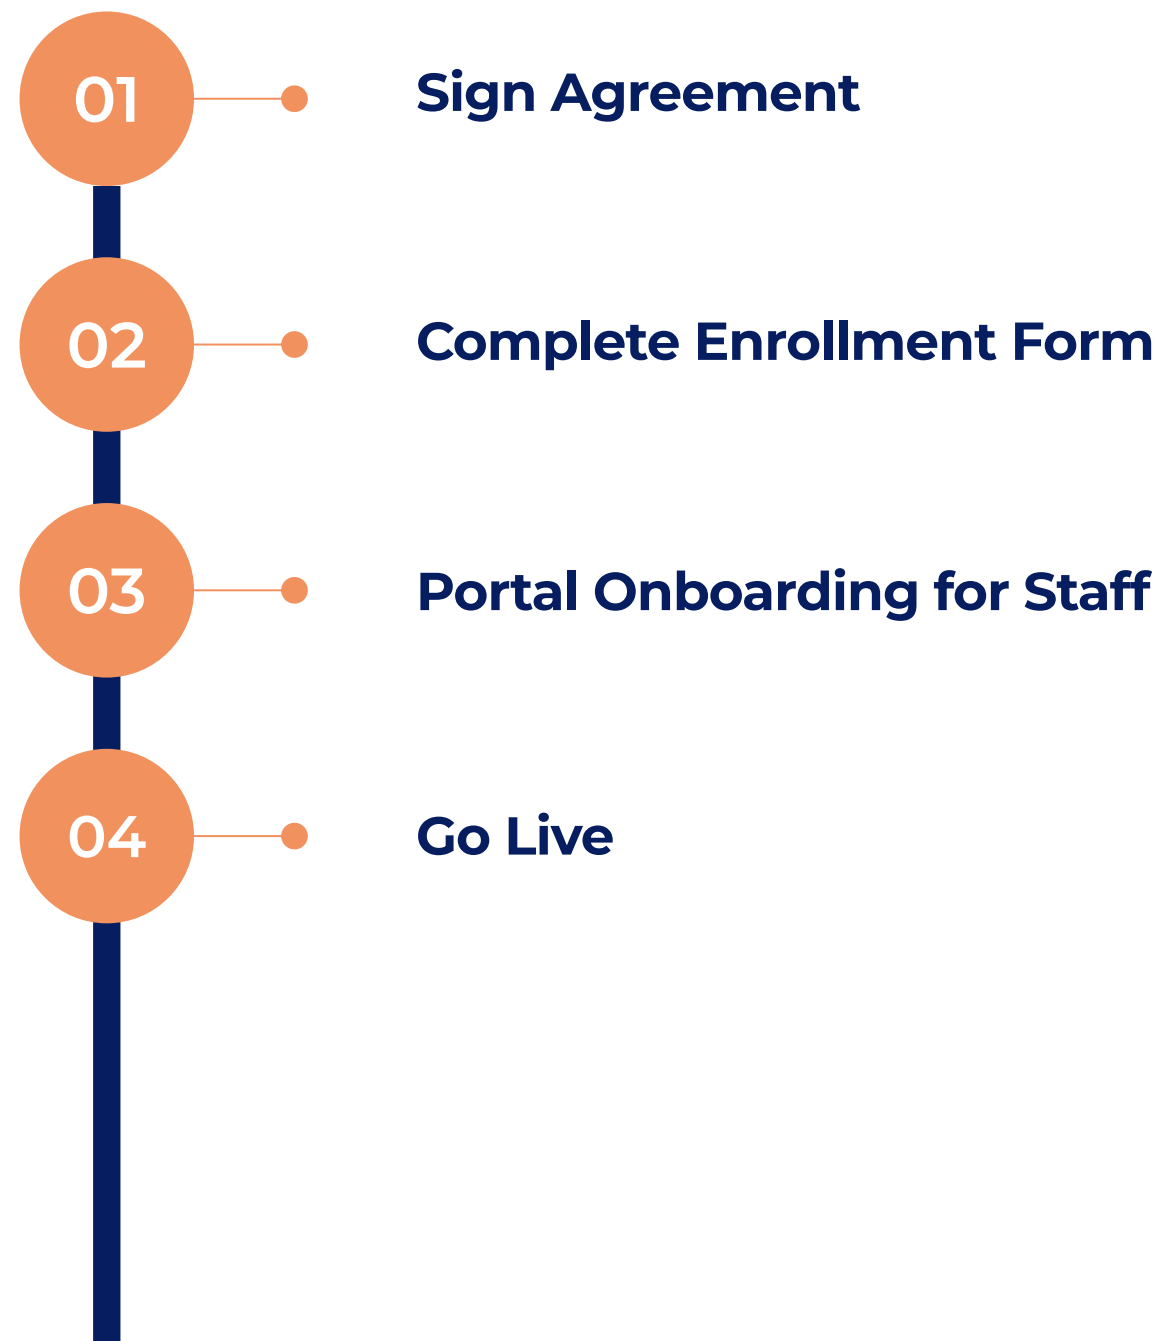 01
Sign Agreement
02
Complete Enrollment Form
03
Portal Onboarding for Staff
04
Go Live